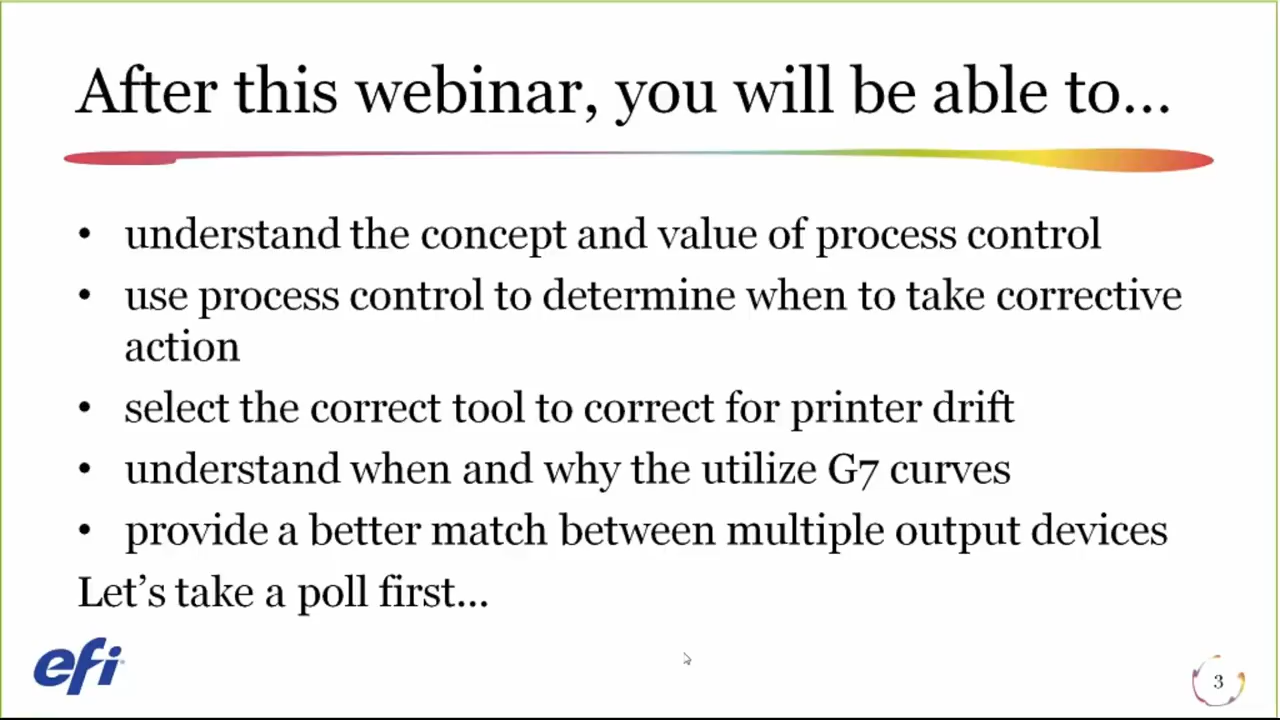 After this webinar, you will be able to...
• understand the concept and value of process control
• use process control to determine when to take corrective
action
• select the correct tool to correct for printer drift
• understand when and why the utilize G7 curves
• provide a better match between multiple output devices
Let's take a poll first...
efi
3